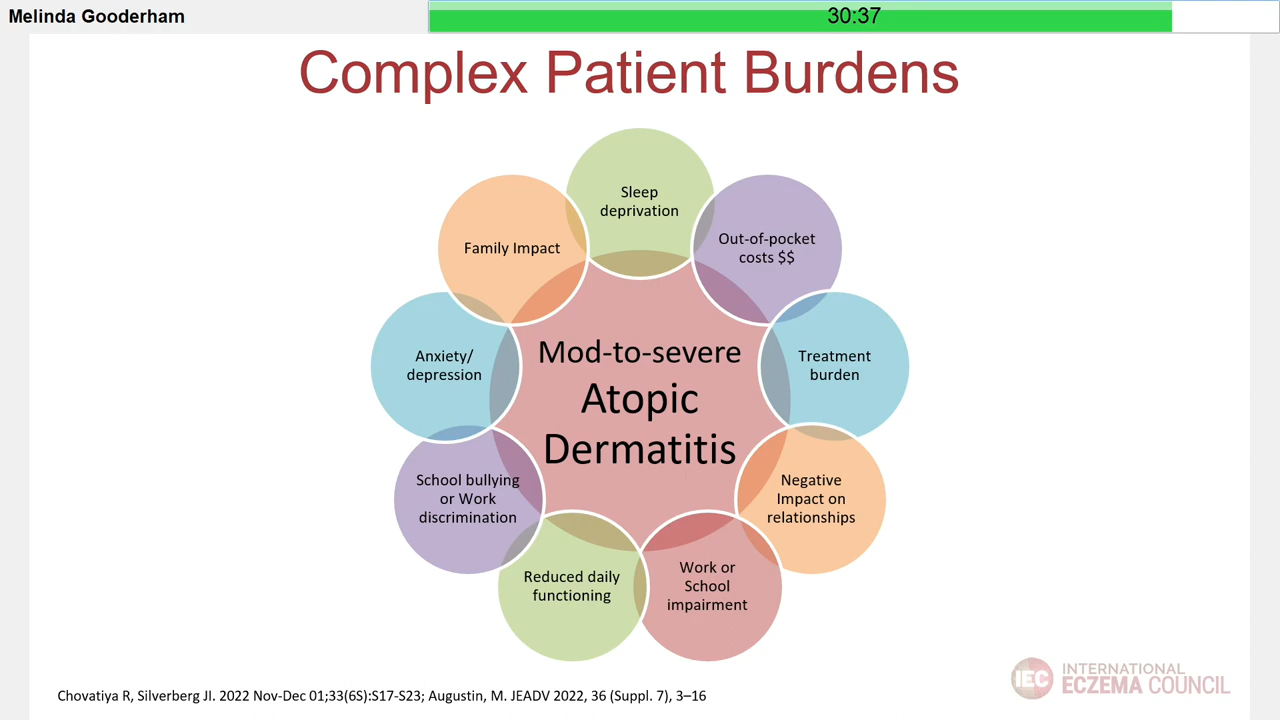 Melinda Gooderham
30:37
Complex Patient Burdens
Sleep
deprivation
Out-of-pocket
costs $$
Treatment
burden
Negative
Impact on
relationships
Work or
School
impairment
Reduced daily
functioning
School bullying
or Work
discrimination
Anxiety/
depression
Family Impact
Mod-to-severe
Atopic
Dermatitis
Chovatiya R, Silverberg JI. 2022 Nov-Dec 01;33(6S):S17-S23; Augustin, M. JEADV 2022, 36 (Suppl. 7), 3–16
IEC
INTERNATIONAL
ECZEMA COUNCIL